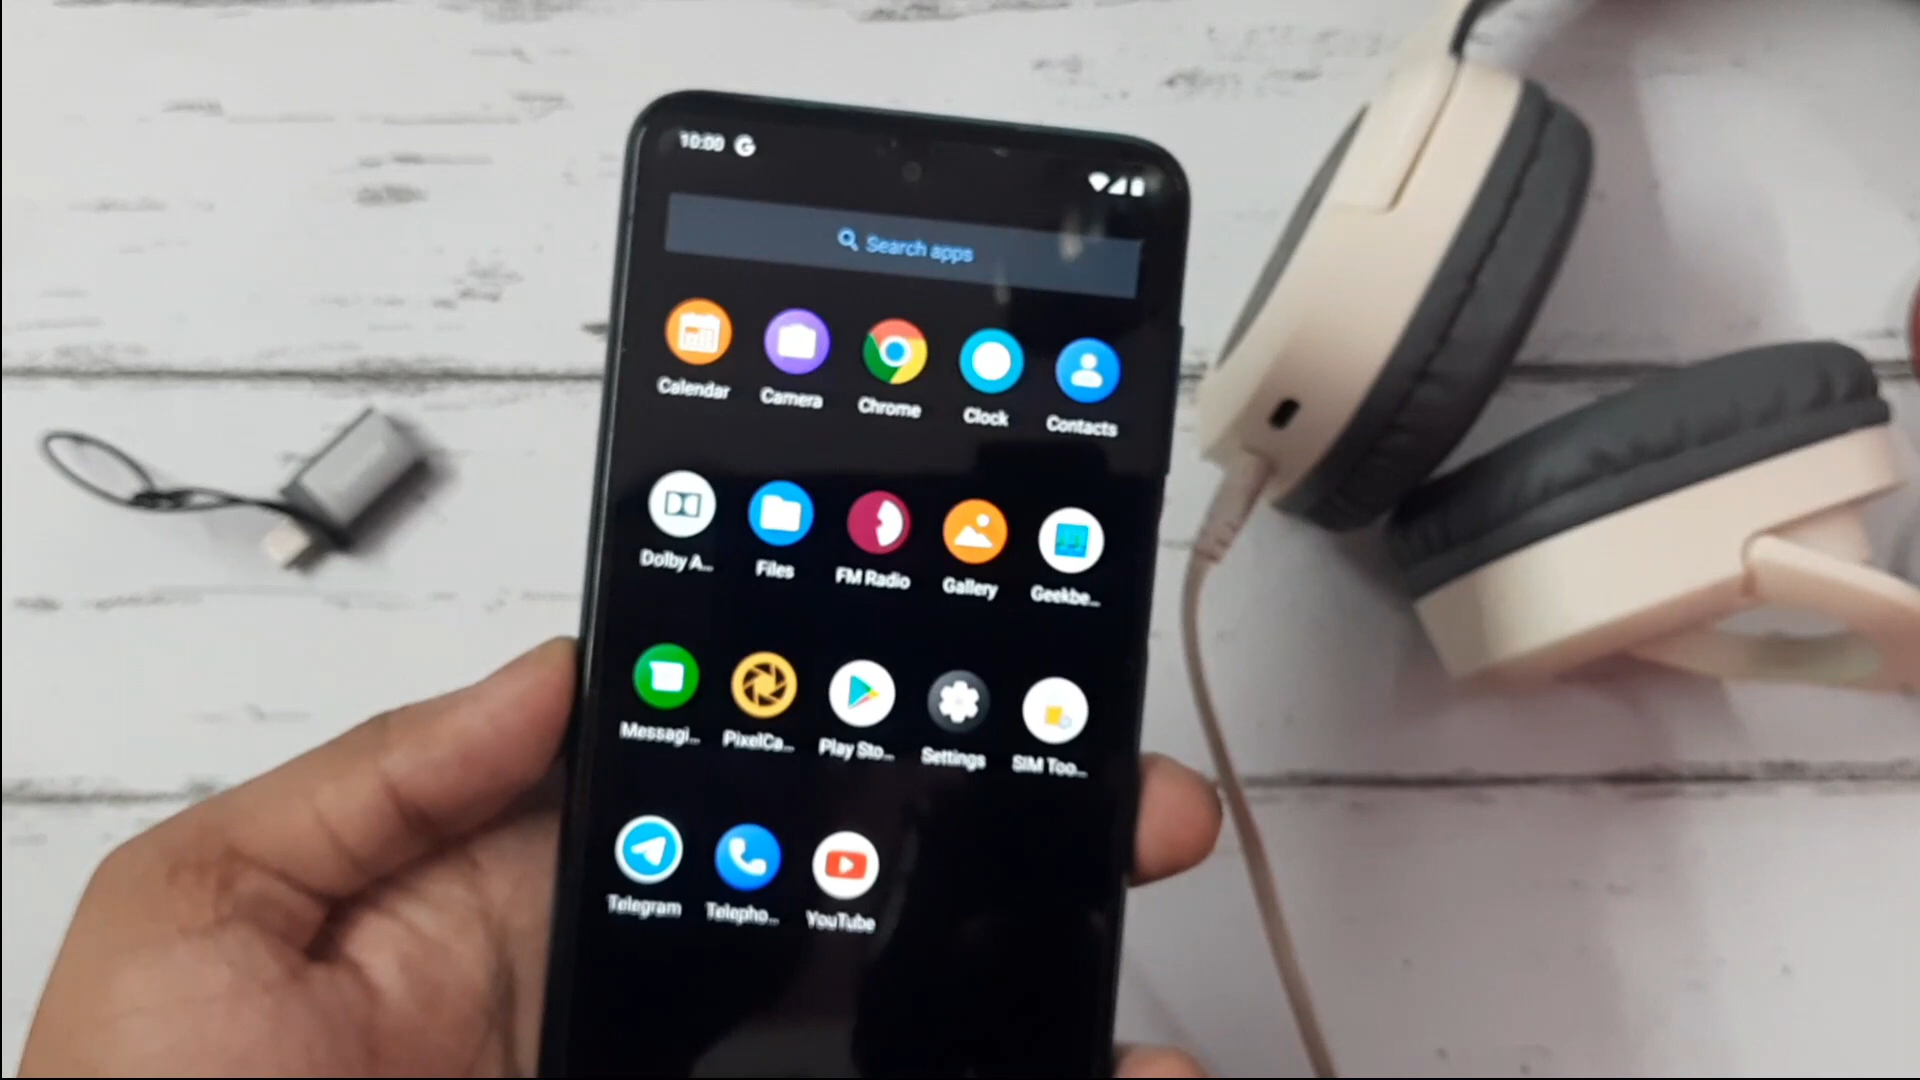 10:00
Search apps
Calendar Camera Chrome Clock Contacts
Dolby A... Files FM Radio Gallery Geekbe...
Messagi... PixelCa... Play Sto... Settings SIM Too...
Telegram Telepho... YouTube